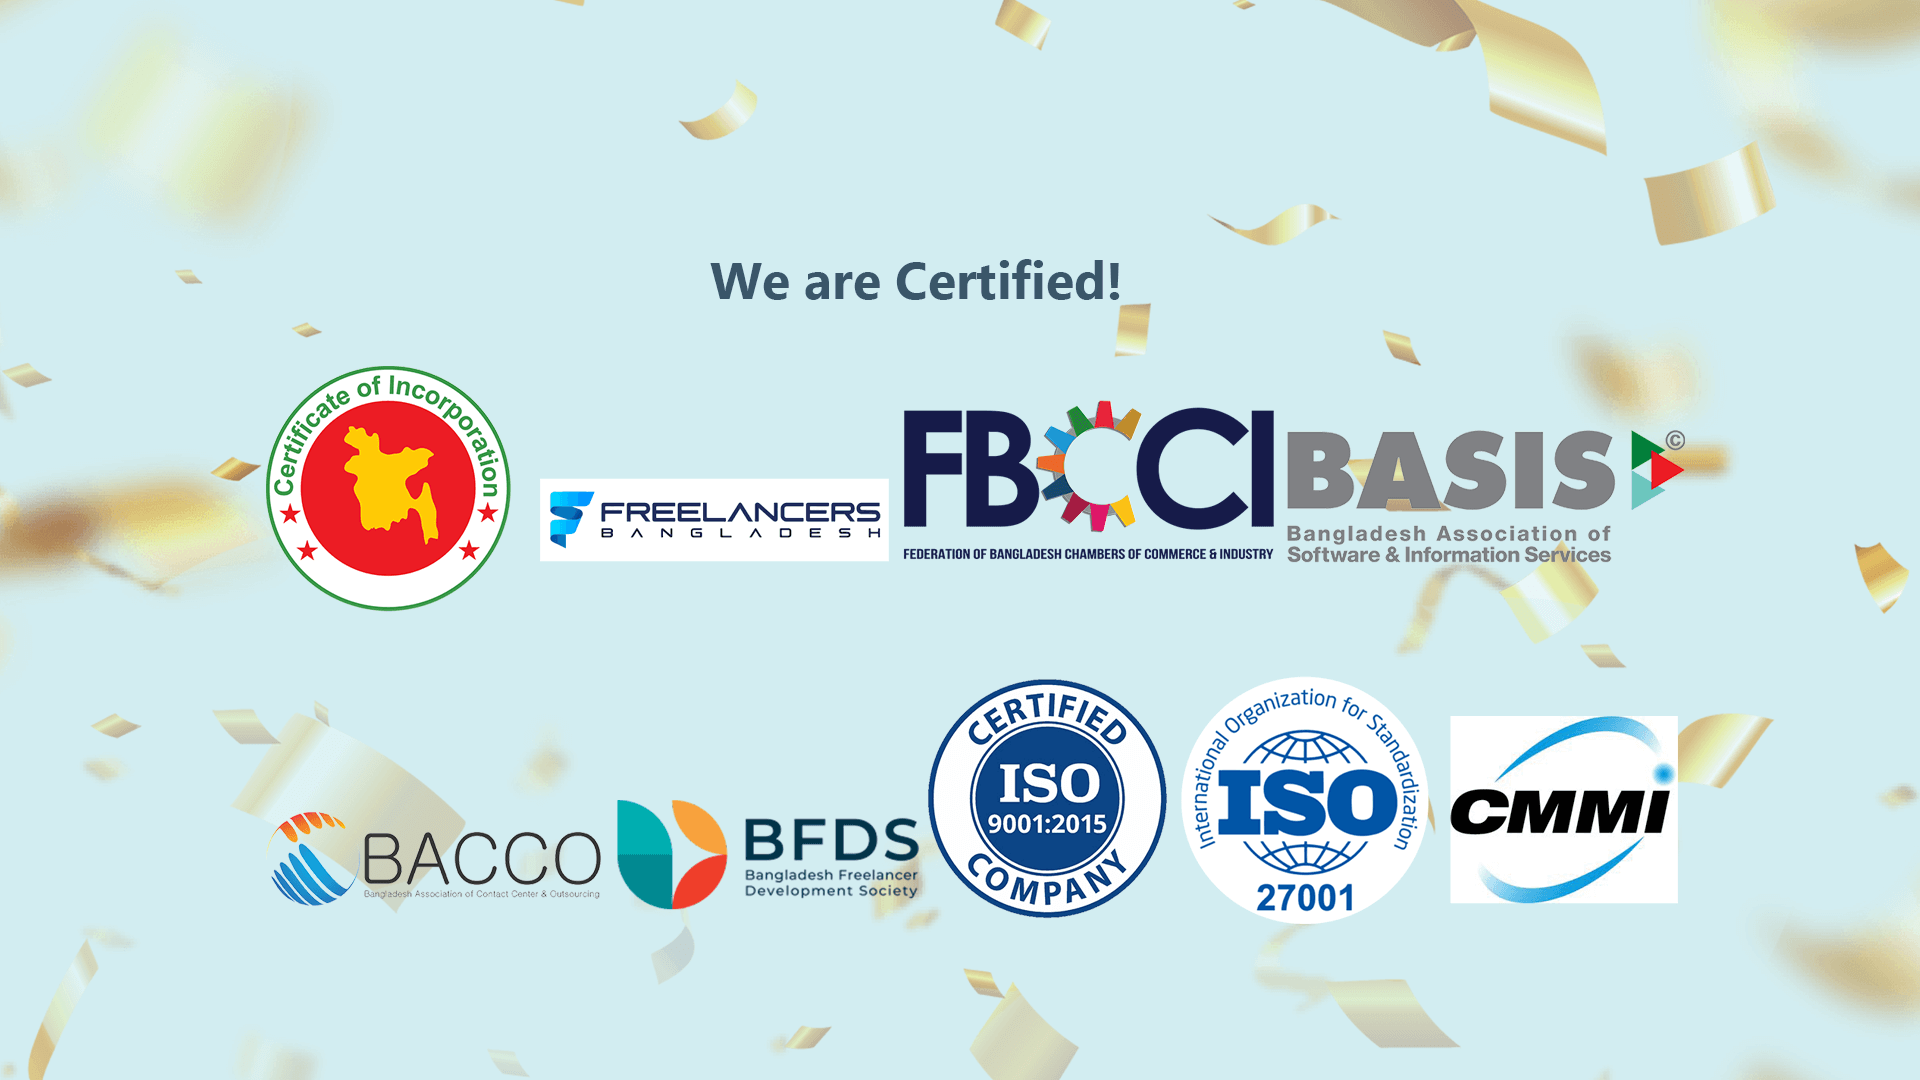 We are Certified!
Certificate of Incorporation
FREELANCERS
BANGLADESH
FBCCI
FEDERATION OF BANGLADESH CHAMBERS OF COMMERCE & INDUSTRY
BASIS ©
Bangladesh Association of
Software & Information Services
BACCO
Bangladesh Association of Contact Center & Outsourcing
BFDS
Bangladesh Freelancer
Development Society
CERTIFIED
ISO
9001:2015
COMPANY
International Organization for Standardization
ISO
27001
CMMI